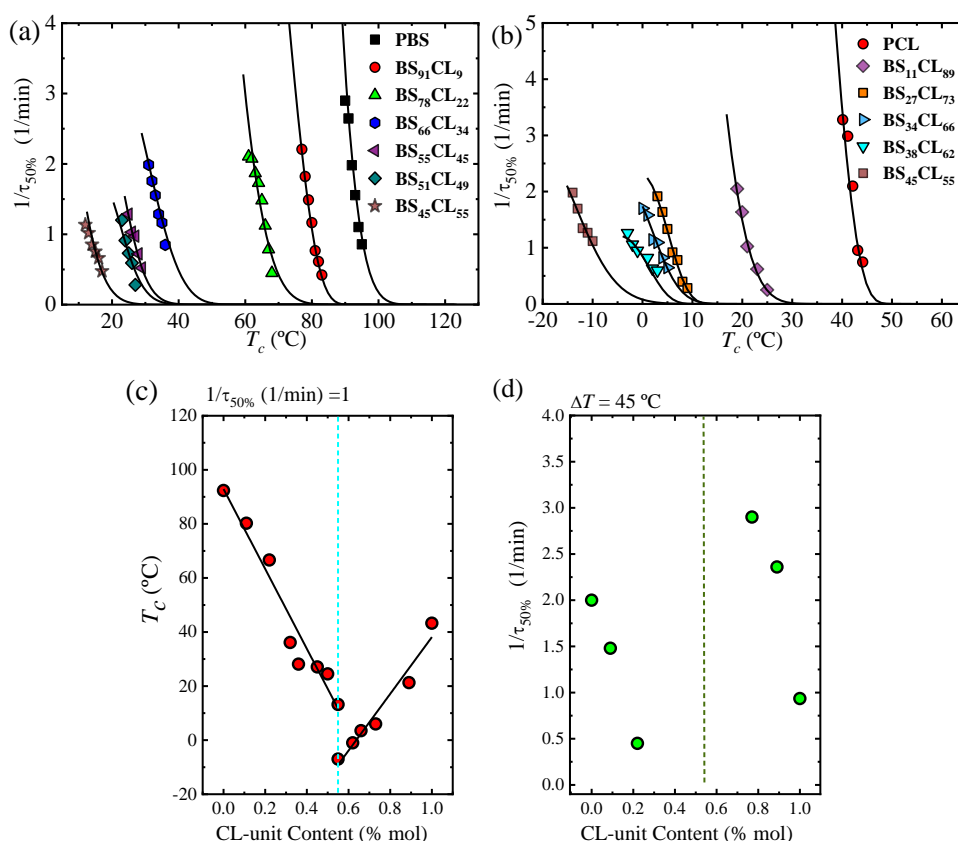 (a)
4
3
2
1
0
1/τ50% (1/min)
PBS
BS91CL9
BS78CL22
BS66CL34
BS55CL45
BS51CL49
BS45CL55
20 40 60 80 100 120
Tc (ºC)
(b)
5
4
3
2
1
0
1/τ50% (1/min)
PCL
BS11CL89
BS27CL73
BS34CL66
BS38CL62
BS45CL55
-20 -10 0 10 20 30 40 50 60
Tc (ºC)
(c)
1/τ50% (1/min) =1
120
100
80
60
40
20
0
-20
TC (ºC)
0.0 0.2 0.4 0.6 0.8 1.0
CL-unit Content (% mol)
(d)
ΔT = 45 ºC
4.0
3.5
3.0
2.5
2.0
1.5
1.0
0.5
0.0
1/τ50% (1/min)
0.0 0.2 0.4 0.6 0.8 1.0
CL-unit Content (% mol)